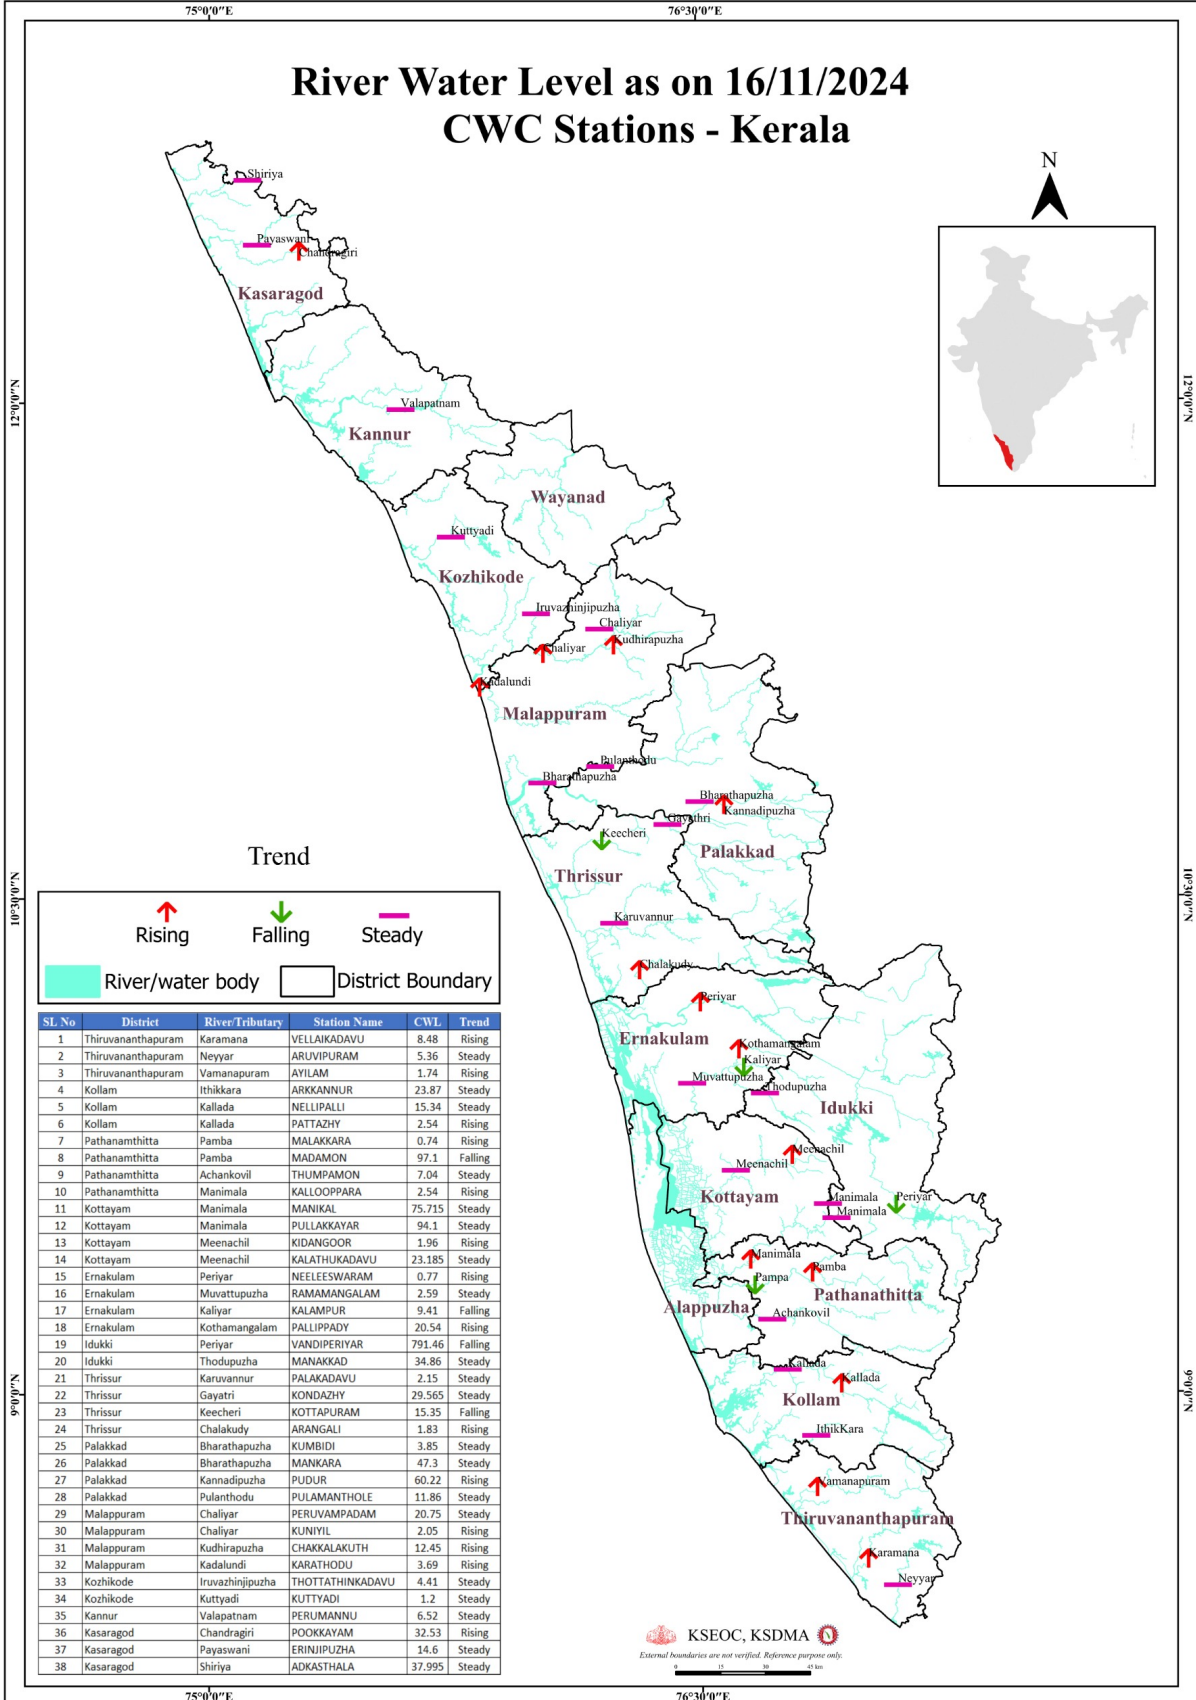 75°0'0"E 76°30'0"E
River Water Level as on 16/11/2024
CWC Stations - Kerala
N
Shiriya
Payaswani
Chandragiri
Kasaragod
12°0'0"N 12°0'0"N
Valapatnam
Kannur
Wayanad
Kuttyadi
Kozhikode
Iruvazhinjipuzha
Chaliyar
Kudhirapuzha
Chaliyar
Kadalundi
Malappuram
Pulanthodu
Bharathapuzha
Bharathapuzha
Kannadipuzha
Gayathri
Keecheri
Palakkad
Thrissur
10°30'0"N 10°30'0"N
Karuvannur
Chalakudy
Periyar
Ernakulam
Kothamangalam
Kaliyar
Muvattupuzha
Thodupuzha
Idukki
Meenachil
Meenachil
Kottayam
Manimala
Periyar
Manimala
Manimala
Pamba
Pampa
Pathanathitta
Alappuzha
Achankovil
Kallada
Kallada
9°0'0"N 9°0'0"N
Kollam
IthikKara
Vamanapuram
Thiruvananthapuram
Karamana
Neyyar
Trend
Rising Falling Steady
River/water body District Boundary
SL No District River/Tributary Station Name CWL Trend
1 Thiruvananthapuram Karamana VELLAIKADAVU 8.48 Rising
2 Thiruvananthapuram Neyyar ARUVIPURAM 5.36 Steady
3 Thiruvananthapuram Vamanapuram AYILAM 1.74 Rising
4 Kollam Ithikkara ARKKANNUR 23.87 Steady
5 Kollam Kallada NELLIPALLI 15.34 Steady
6 Kollam Kallada PATTAZHY 2.54 Rising
7 Pathanamthitta Pamba MALAKKARA 0.74 Rising
8 Pathanamthitta Pamba MADAMON 97.1 Falling
9 Pathanamthitta Achankovil THUMPAMON 7.04 Steady
10 Pathanamthitta Manimala KALLOOPPARA 2.54 Rising
11 Kottayam Manimala MANIKAL 75.715 Steady
12 Kottayam Manimala PULLAKKAYAR 94.1 Steady
13 Kottayam Meenachil KIDANGOOR 1.96 Rising
14 Kottayam Meenachil KALATHUKADAVU 23.185 Steady
15 Ernakulam Periyar NEELEESWARAM 0.77 Rising
16 Ernakulam Muvattupuzha RAMAMANGALAM 2.59 Steady
17 Ernakulam Kaliyar KALAMPUR 9.41 Falling
18 Ernakulam Kothamangalam PALLIPPADY 20.54 Rising
19 Idukki Periyar VANDIPERIYAR 791.46 Falling
20 Idukki Thodupuzha MANAKKAD 34.86 Steady
21 Thrissur Karuvannur PALAKADAVU 2.15 Steady
22 Thrissur Gayatri KONDAZHY 29.565 Steady
23 Thrissur Keecheri KOTTAPURAM 15.35 Falling
24 Thrissur Chalakudy ARANGALI 1.83 Rising
25 Palakkad Bharathapuzha KUMBIDI 3.85 Steady
26 Palakkad Bharathapuzha MANKARA 47.3 Steady
27 Palakkad Kannadipuzha PUDUR 60.22 Rising
28 Palakkad Pulanthodu PULAMANTHOLE 11.86 Steady
29 Malappuram Chaliyar PERUVAMPADAM 20.75 Steady
30 Malappuram Chaliyar KUNIYIL 2.05 Rising
31 Malappuram Kudhirapuzha CHAKKALAKUTH 12.45 Rising
32 Malappuram Kadalundi KARATHODU 3.69 Rising
33 Kozhikode Iruvazhinjipuzha THOTTATHINKADAVU 4.41 Steady
34 Kozhikode Kuttyadi KUTTYADI 1.2 Steady
35 Kannur Valapatnam PERUMANNU 6.52 Steady
36 Kasaragod Chandragiri POOKKAYAM 32.53 Rising
37 Kasaragod Payaswani ERINJIPUZHA 14.6 Steady
38 Kasaragod Shiriya ADKASTHALA 37.995 Steady
KSEOC, KSDMA
External boundaries are not verified. Reference purpose only.
0 15 30 45 km
75°0'0"E 76°30'0"E